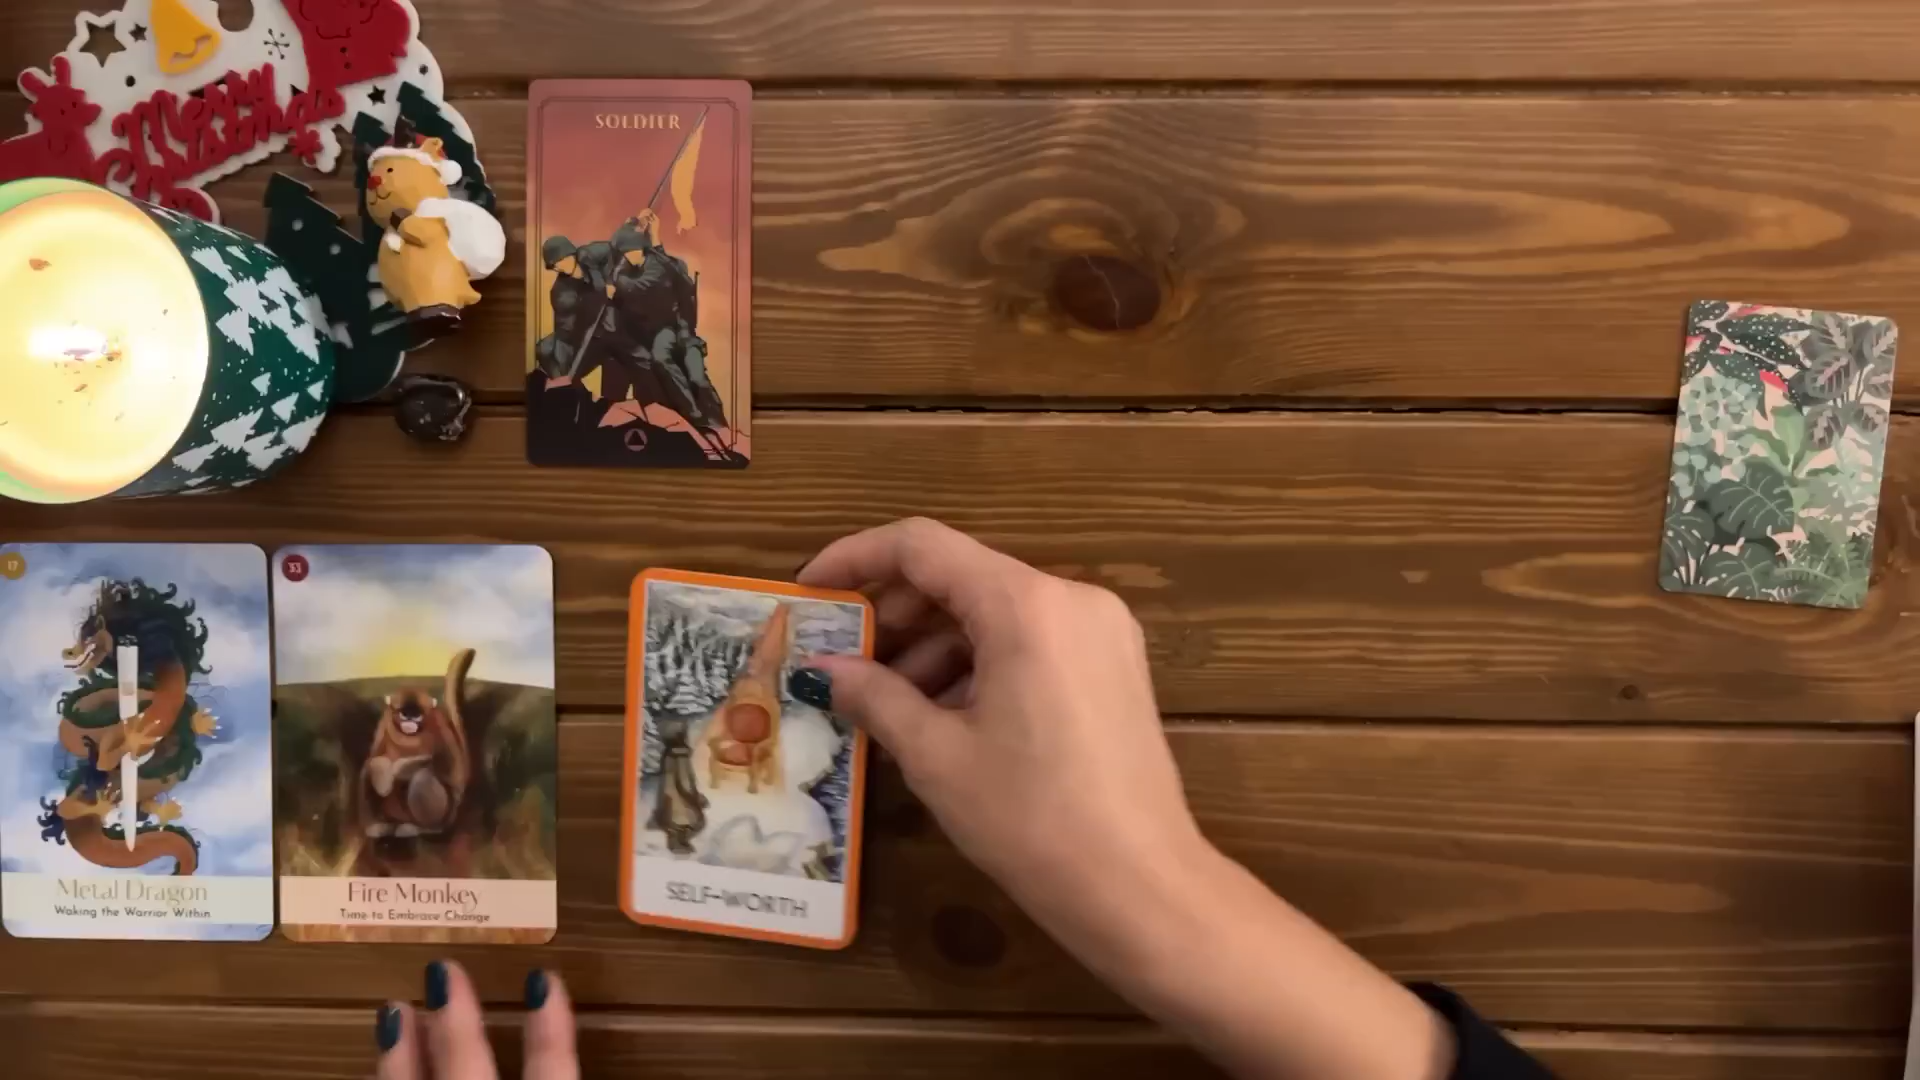 Merry
Christmas
SOLDIER
17
Metal Dragon
Waking the Warrior Within
33
Fire Monkey
Time to Embrace Change
SELF-WORTH